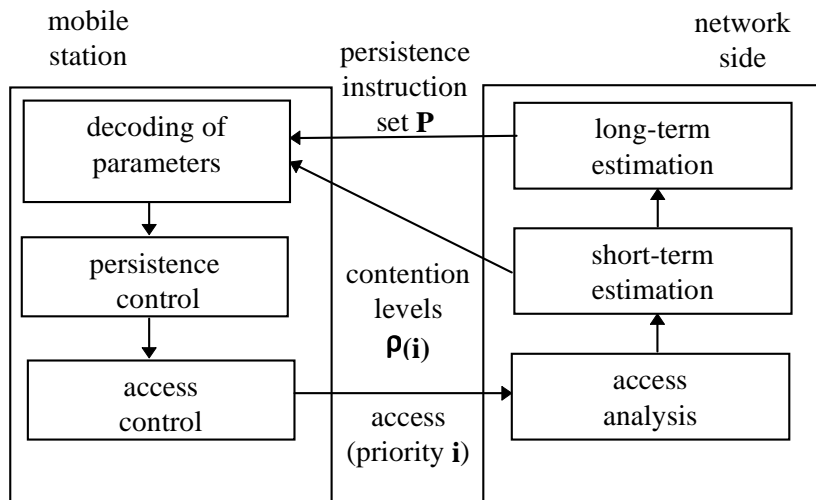 mobile
station
network
side
persistence
instruction
set P
decoding of
parameters
long-term
estimation
persistence
control
contention
levels
ρ(i)
short-term
estimation
access
control
access
(priority i)
access
analysis